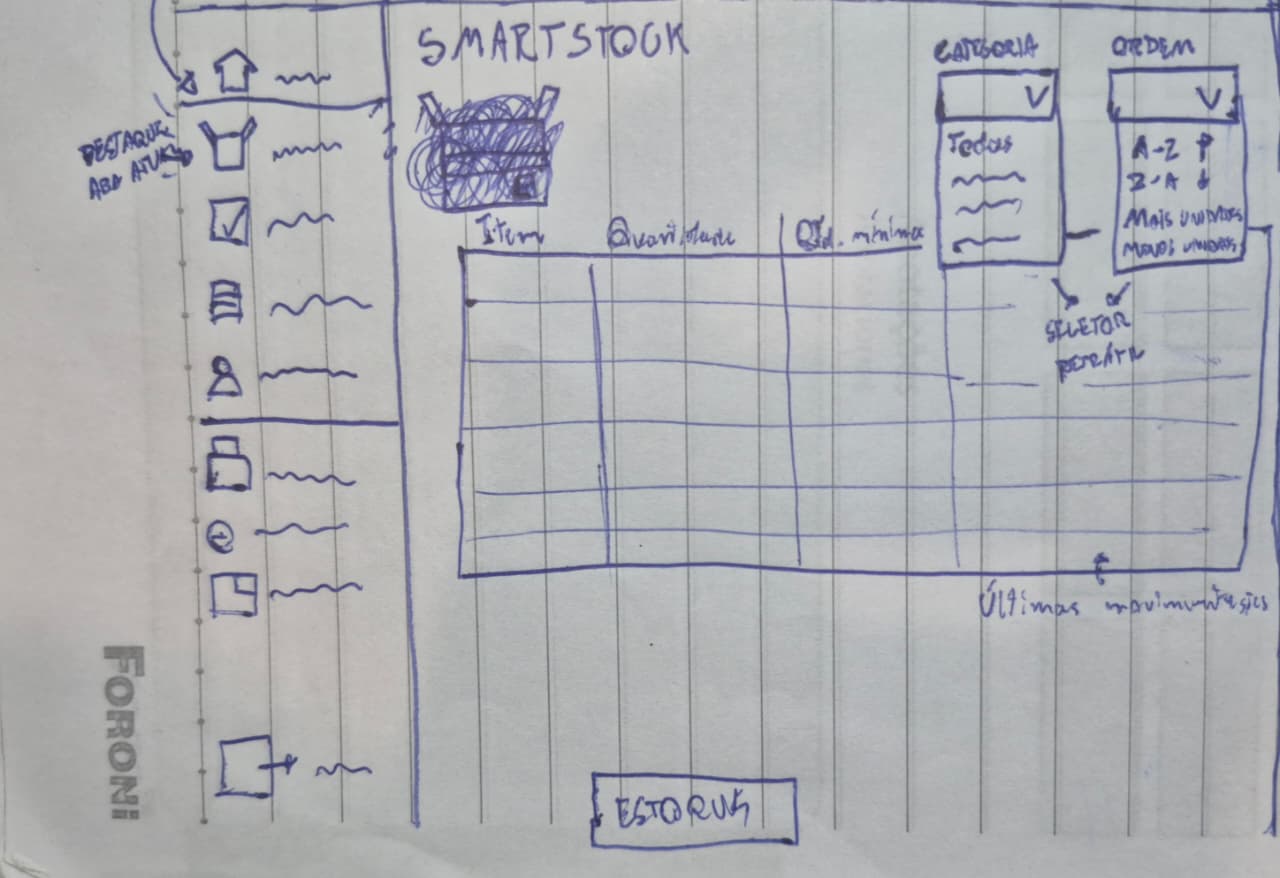 SMARTSTOCK
CATEGORIA
ORDEM
Todas
A-Z ↑
Z-A ↓
MAIS UNIDADES
MENOS UNIDADES
DESTAQUE
ABA ATUAL
Item
Quantidade
Qtd. mínima
SELETOR
RETRÁTIL
Últimas movimentações
FORONI